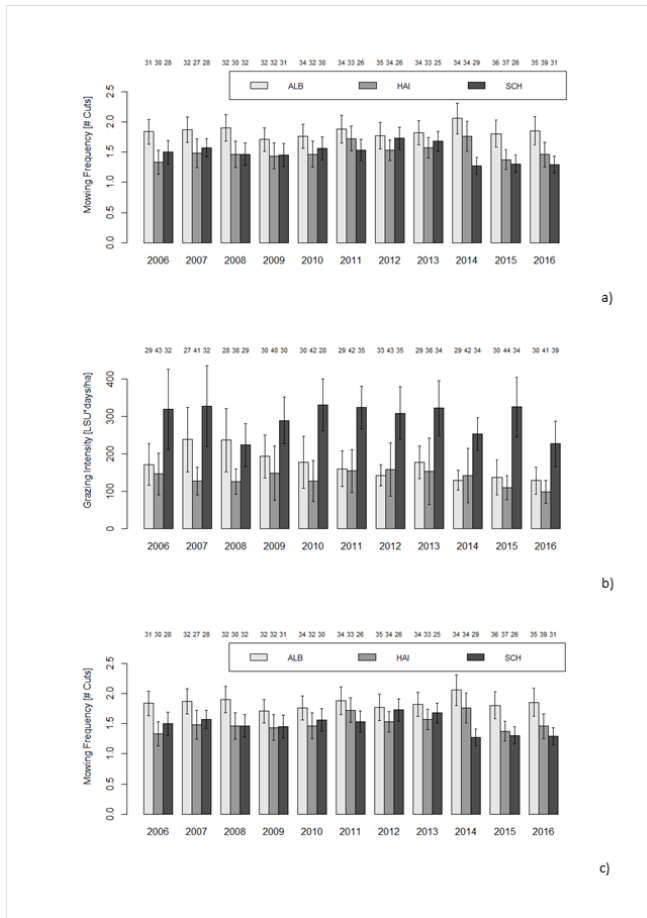 31 30 28 32 27 28 32 30 32 32 32 31 34 32 30 34 33 26 35 34 26 34 33 25 34 34 29 36 37 26 35 39 31
ALB HAI SCH
Mowing Frequency [# Cuts]
2.5
2.0
1.5
1.0
0.5
0.0
2006 2007 2008 2009 2010 2011 2012 2013 2014 2015 2016
a)
29 43 32 27 41 32 28 38 29 30 40 30 30 42 28 29 42 35 33 43 35 29 38 34 29 42 34 30 44 34 30 41 39
Grazing Intensity [LSU*days/ha]
400
300
200
100
0
2006 2007 2008 2009 2010 2011 2012 2013 2014 2015 2016
b)
31 30 28 32 27 28 32 30 32 32 32 31 34 32 30 34 33 26 35 34 26 34 33 25 34 34 29 36 37 26 35 39 31
ALB HAI SCH
Mowing Frequency [# Cuts]
2.5
2.0
1.5
1.0
0.5
0.0
2006 2007 2008 2009 2010 2011 2012 2013 2014 2015 2016
c)